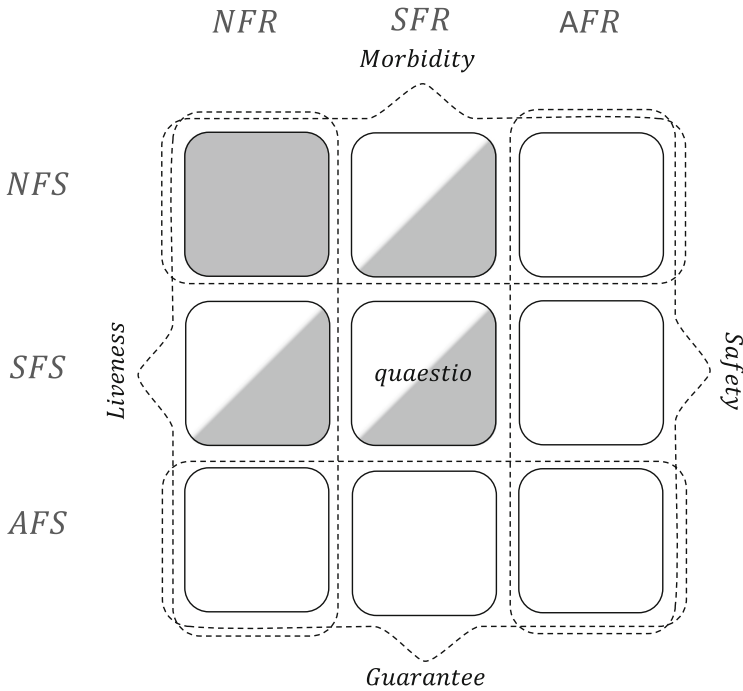 NFR SFR AFR
Morbidity
NFS
Liveness
SFS
quaestio
Safety
AFS
Guarantee